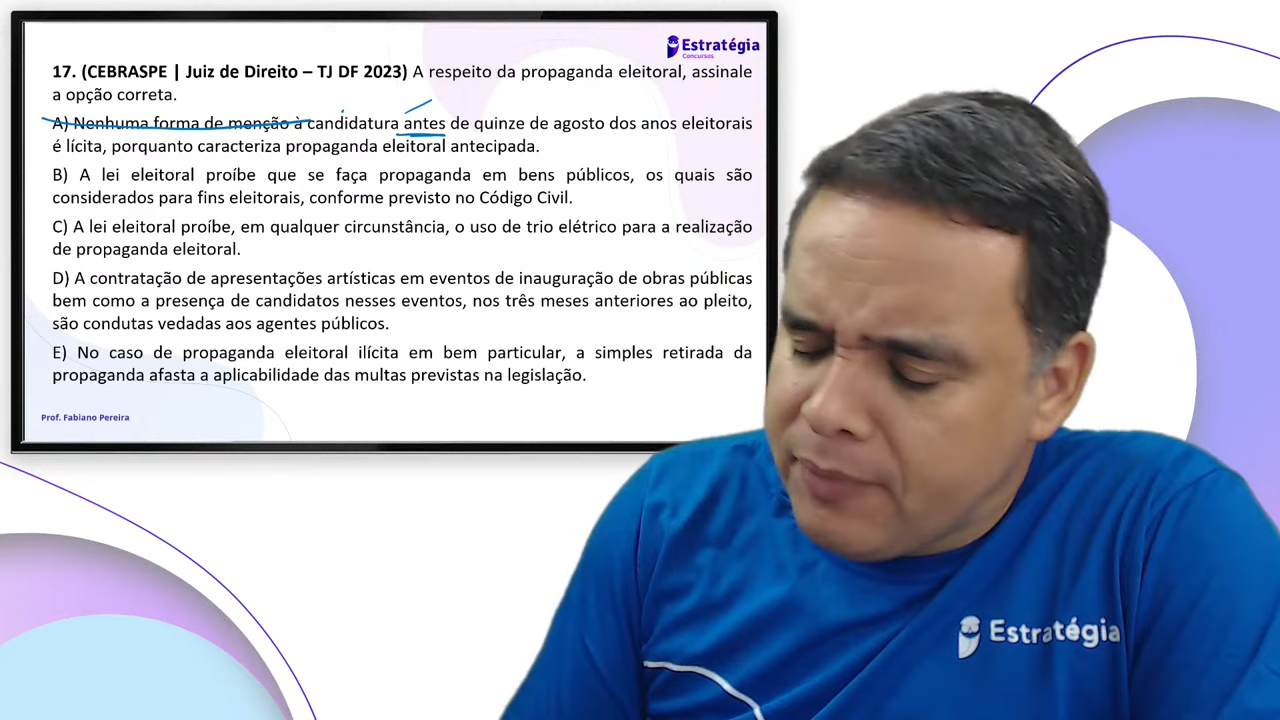 Estratégia
Concursos
17. (CEBRASPE | Juiz de Direito – TJ DF 2023) A respeito da propaganda eleitoral, assinale
a opção correta.
A) Nenhuma forma de menção à candidatura antes de quinze de agosto dos anos eleitorais
é lícita, porquanto caracteriza propaganda eleitoral antecipada.
B) A lei eleitoral proíbe que se faça propaganda em bens públicos, os quais são
considerados para fins eleitorais, conforme previsto no Código Civil.
C) A lei eleitoral proíbe, em qualquer circunstância, o uso de trio elétrico para a realização
de propaganda eleitoral.
D) A contratação de apresentações artísticas em eventos de inauguração de obras públicas
bem como a presença de candidatos nesses eventos, nos três meses anteriores ao pleito,
são condutas vedadas aos agentes públicos.
E) No caso de propaganda eleitoral ilícita em bem particular, a simples retirada da
propaganda afasta a aplicabilidade das multas previstas na legislação.
Prof. Fabiano Pereira
Estratégia